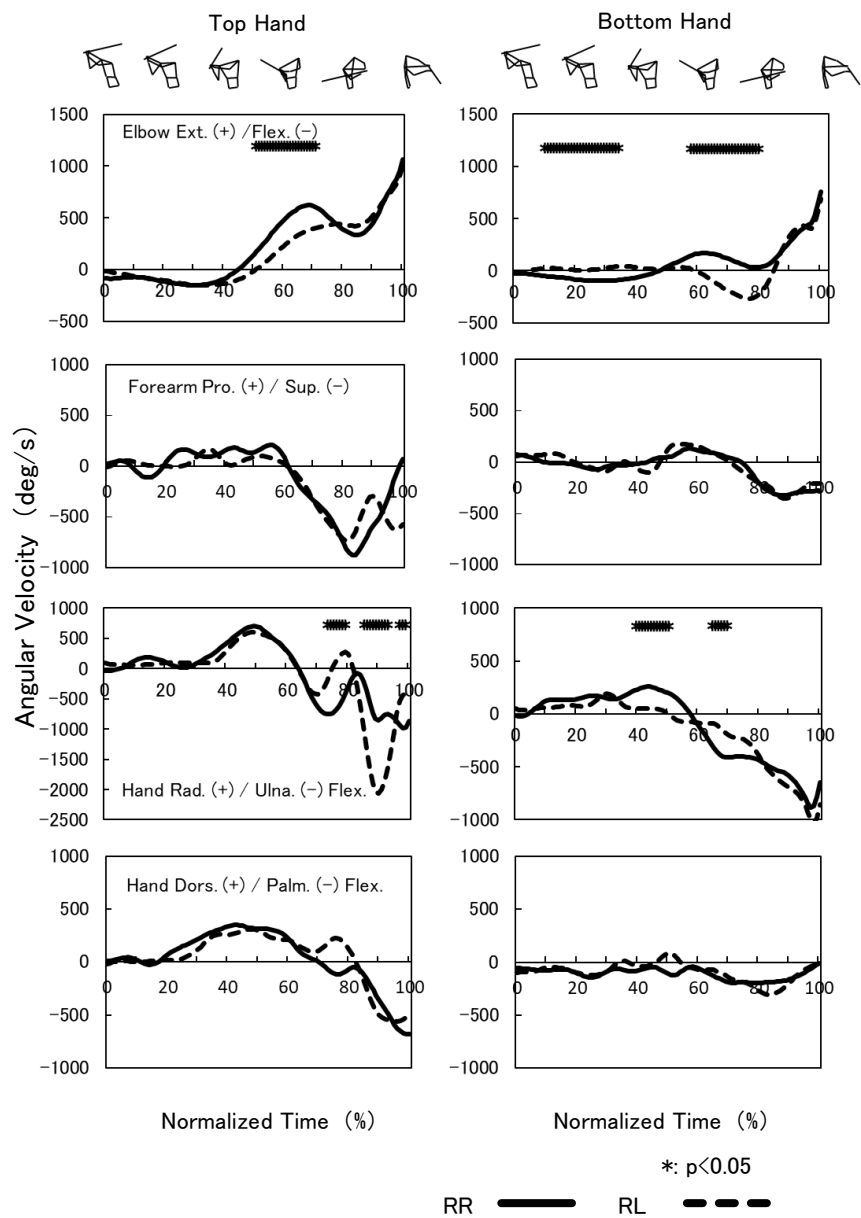 Top Hand
Bottom Hand
1500
1000
500
0
−500
Elbow Ext. (+) /Flex. (−)
0 20 40 60 80 100
1500
1000
500
0
−500
0 20 40 60 80 100
1000
500
0
−500
−1000
Forearm Pro. (+) / Sup. (−)
0 20 40 60 80 100
1000
500
0
−500
−1000
0 20 40 60 80 100
Angular Velocity (deg/s)
1000
500
0
−500
−1000
−1500
−2000
−2500
0 20 40 60 80 100
Hand Rad. (+) / Ulna. (−) Flex.
1000
500
0
−500
−1000
0 20 40 60 80 100
1000
500
0
−500
−1000
Hand Dors. (+) / Palm. (−) Flex.
0 20 40 60 80 100
1000
500
0
−500
−1000
0 20 40 60 80 100
Normalized Time (%)
Normalized Time (%)
*: p<0.05
RR RL